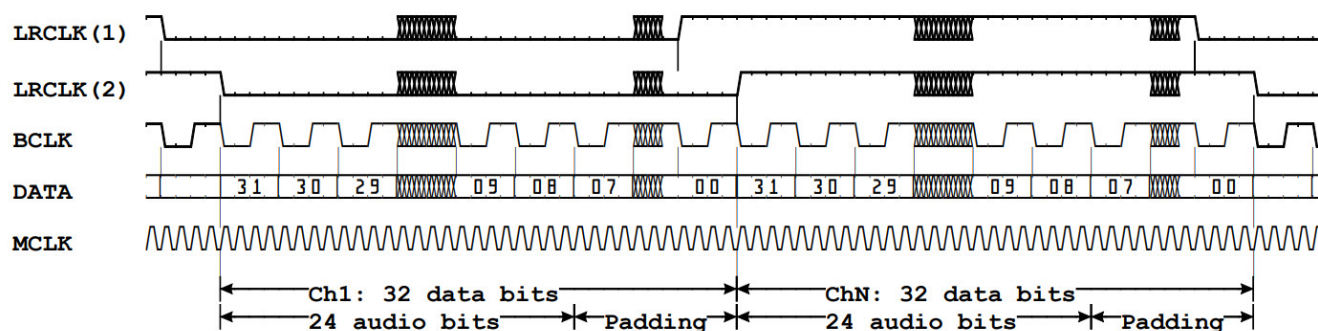 LRCLK(1)
LRCLK(2)
BCLK
DATA 31 30 29 09 08 07 00 31 30 29 09 08 07 00
MCLK
Ch1: 32 data bits ChN: 32 data bits
24 audio bits Padding 24 audio bits Padding